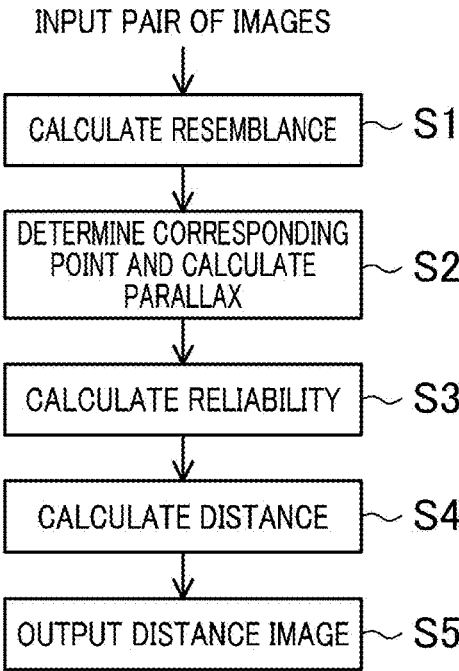 INPUT PAIR OF IMAGES
CALCULATE RESEMBLANCE
S1
DETERMINE CORRESPONDING
POINT AND CALCULATE
PARALLAX
S2
CALCULATE RELIABILITY
S3
CALCULATE DISTANCE
S4
OUTPUT DISTANCE IMAGE
S5